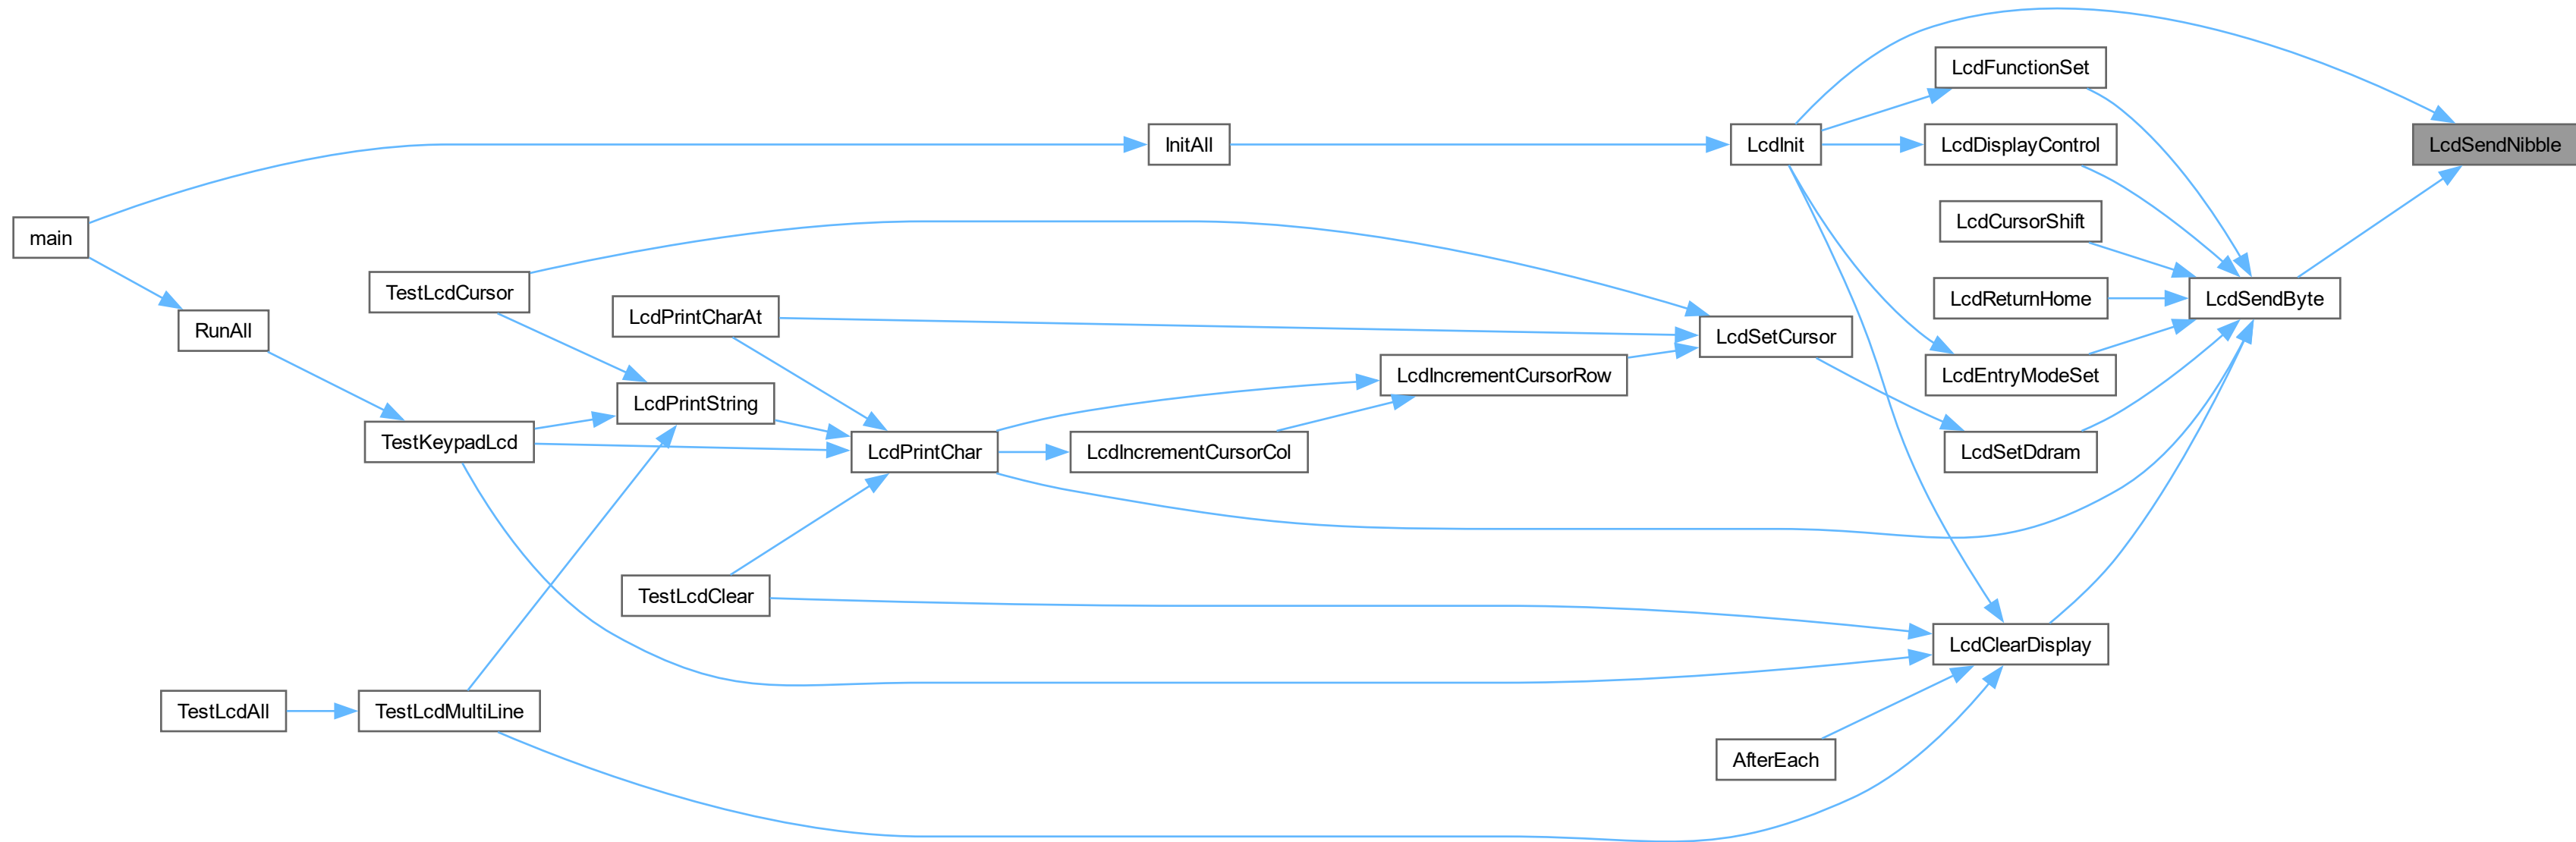 LcdFunctionSet
InitAll
LcdInit
LcdDisplayControl
LcdSendNibble
LcdCursorShift
main
TestLcdCursor
LcdReturnHome
LcdSendByte
LcdPrintCharAt
RunAll
LcdSetCursor
LcdIncrementCursorRow
LcdEntryModeSet
LcdPrintString
TestKeypadLcd
LcdPrintChar
LcdIncrementCursorCol
LcdSetDdram
TestLcdClear
LcdClearDisplay
TestLcdAll
TestLcdMultiLine
AfterEach